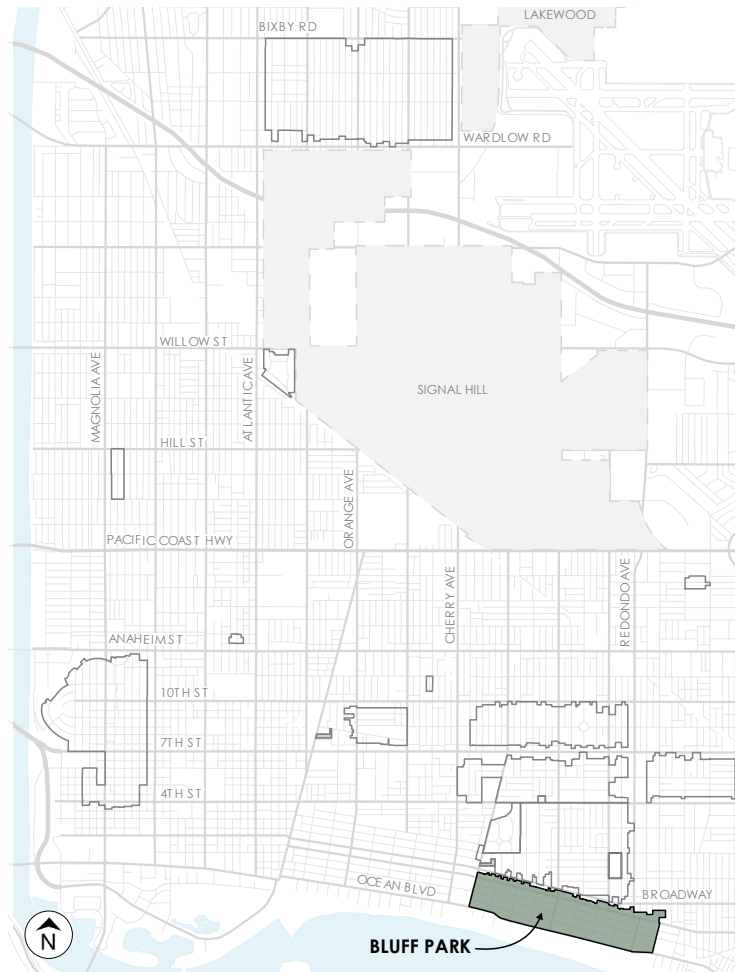 LAKEWOOD
BIXBY RD
WARDLOW RD
WILLOW ST
MAGNOLIA AVE
ATLANTIC AVE
SIGNAL HILL
HILL ST
ORANGE AVE
PACIFIC COAST HWY
CHERRY AVE
REDONDO AVE
ANAHEIM ST
10TH ST
7TH ST
4TH ST
OCEAN BLVD
BROADWAY
N
BLUFF PARK